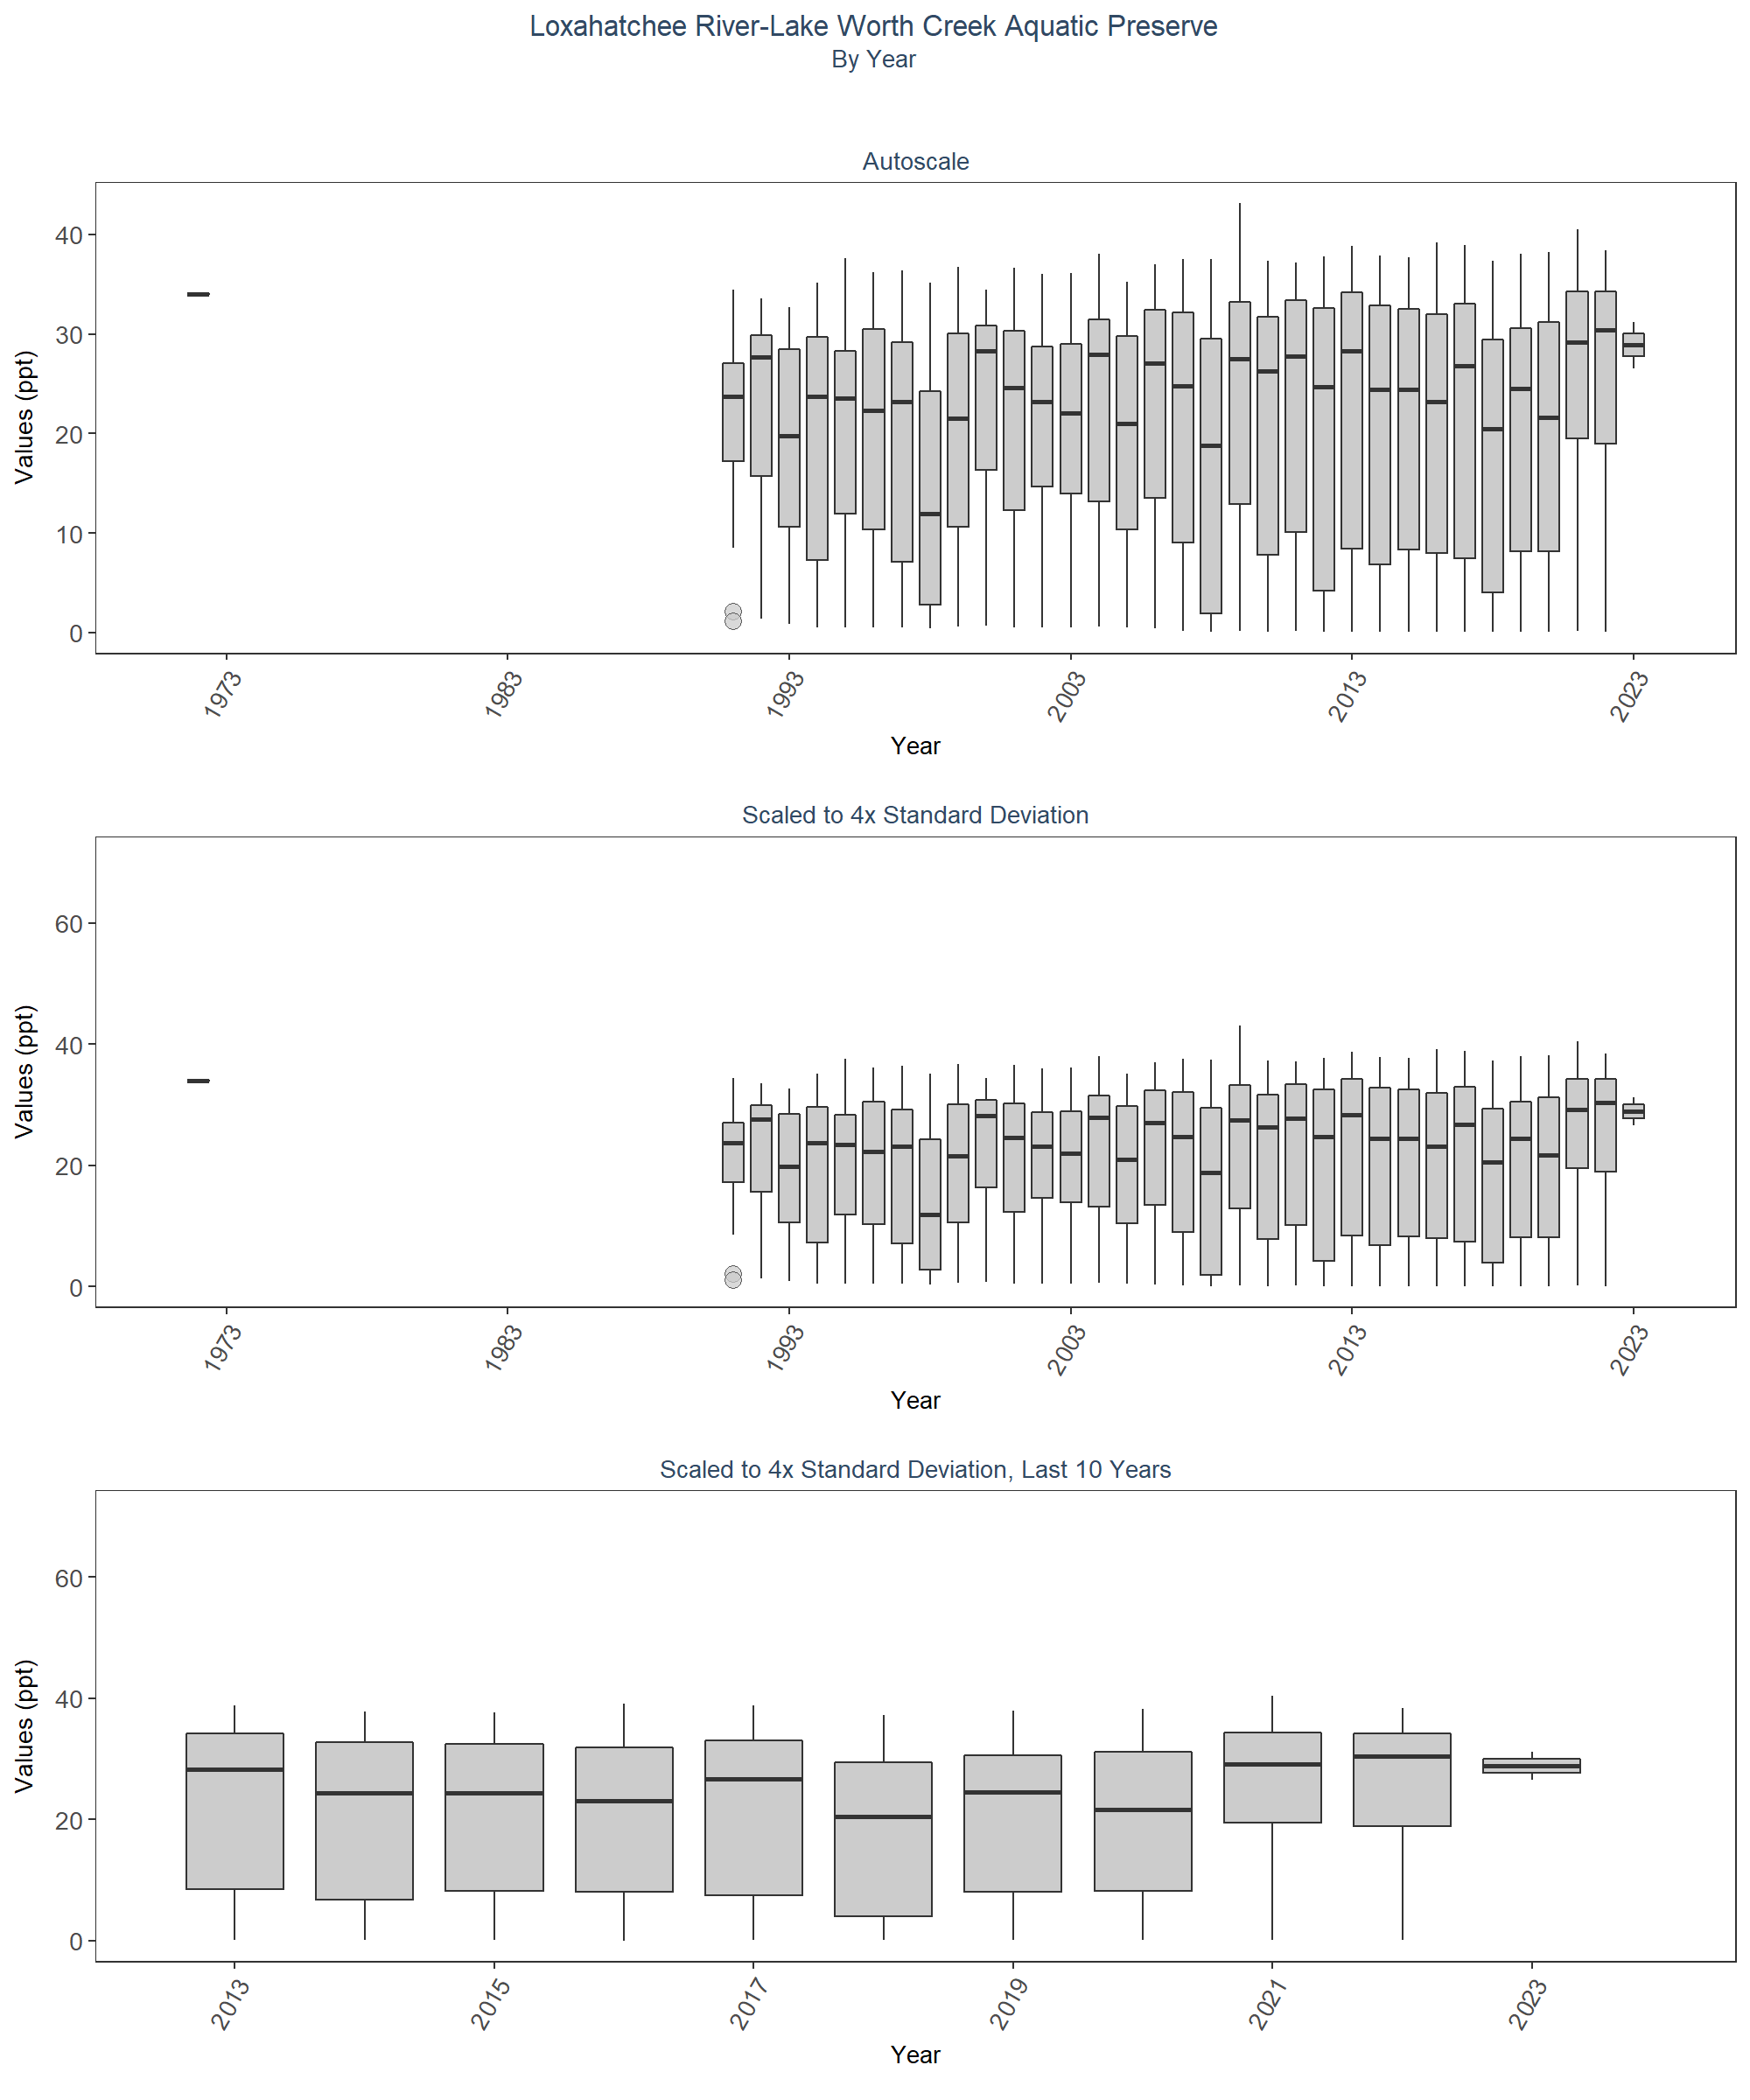 Loxahatchee River-Lake Worth Creek Aquatic Preserve
By Year
Autoscale
Values (ppt)
40
30
20
10
0
1973
1983
1993
2003
2013
2023
Year
Scaled to 4x Standard Deviation
Values (ppt)
60
40
20
0
1973
1983
1993
2003
2013
2023
Year
Scaled to 4x Standard Deviation, Last 10 Years
Values (ppt)
60
40
20
0
2013
2015
2017
2019
2021
2023
Year